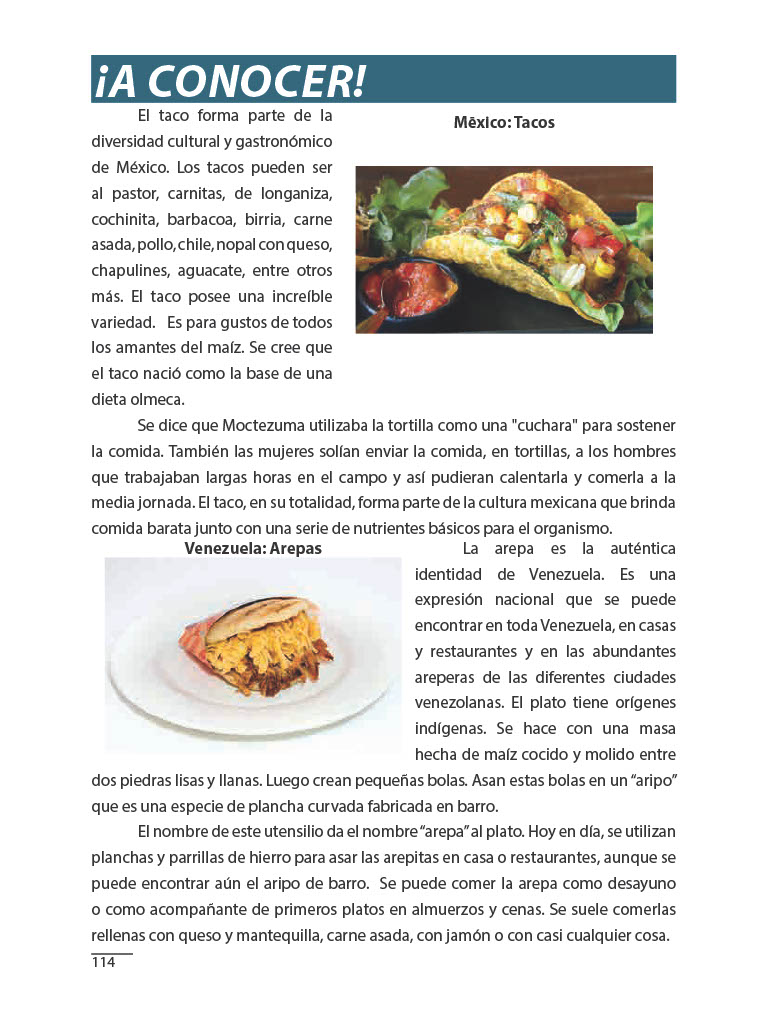 ¡A CONOCER!
El taco forma parte de la
diversidad cultural y gastronómico
de México. Los tacos pueden ser
al pastor, carnitas, de longaniza,
cochinita, barbacoa, birria, carne
asada, pollo, chile, nopal con queso,
chapulines, aguacate, entre otros
más. El taco posee una increíble
variedad. Es para gustos de todos
los amantes del maíz. Se cree que
el taco nació como la base de una
dieta olmeca.
México: Tacos
Se dice que Moctezuma utilizaba la tortilla como una "cuchara" para sostener
la comida. También las mujeres solían enviar la comida, en tortillas, a los hombres
que trabajaban largas horas en el campo y así pudieran calentarla y comerla a la
media jornada. El taco, en su totalidad, forma parte de la cultura mexicana que brinda
comida barata junto con una serie de nutrientes básicos para el organismo.
Venezuela: Arepas
La arepa es la auténtica
identidad de Venezuela. Es una
expresión nacional que se puede
encontrar en toda Venezuela, en casas
y restaurantes y en las abundantes
areperas de las diferentes ciudades
venezolanas. El plato tiene orígenes
indígenas. Se hace con una masa
hecha de maíz cocido y molido entre
dos piedras lisas y llanas. Luego crean pequeñas bolas. Asan estas bolas en un “aripo”
que es una especie de plancha curvada fabricada en barro.
El nombre de este utensilio da el nombre “arepa” al plato. Hoy en día, se utilizan
planchas y parrillas de hierro para asar las arepitas en casa o restaurantes, aunque se
puede encontrar aún el aripo de barro. Se puede comer la arepa como desayuno
o como acompañante de primeros platos en almuerzos y cenas. Se suele comerlas
rellenas con queso y mantequilla, carne asada, con jamón o con casi cualquier cosa.
114